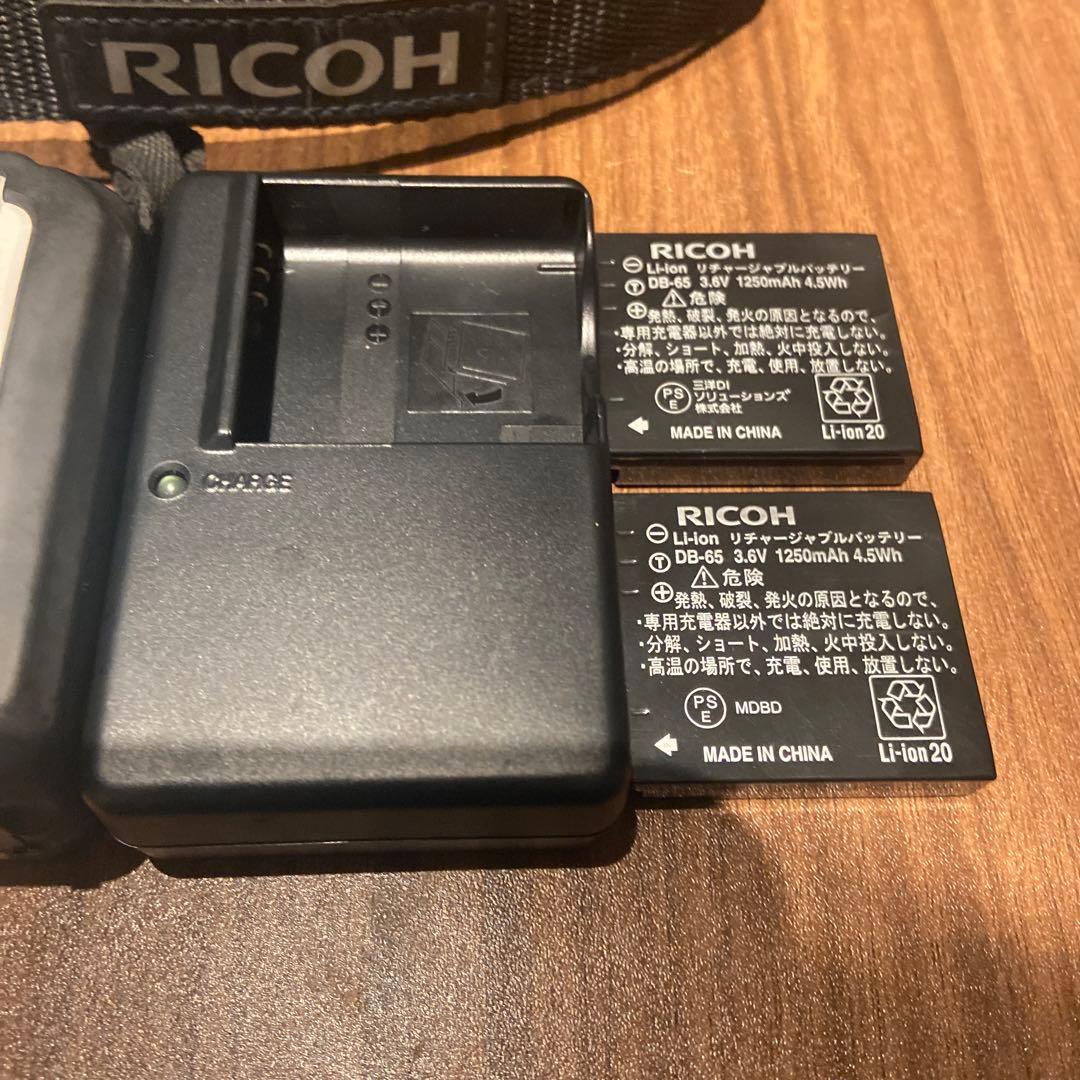 RICOH
CHARGE
RICOH
Li-ion リチャージャブルバッテリー
DB-65 3.6V 1250mAh 4.5Wh
危険
発熱、破裂、発火の原因となるので、
・専用充電器以外では絶対に充電しない。
・分解、ショート、加熱、火中投入しない。
・高温の場所で、充電、使用、放置しない。
PS
E
三洋DI
ソリューションズ
株式会社
MADE IN CHINA
Li-ion 20
RICOH
Li-ion リチャージャブルバッテリー
T
DB-65 3.6V 1250mAh 4.5Wh
危険
発熱、破裂、発火の原因となるので、
・専用充電器以外では絶対に充電しない。
・分解、ショート、加熱、火中投入しない。
・高温の場所で、充電、使用、放置しない。
PS
E
MDBD
MADE IN CHINA
Li-ion 20